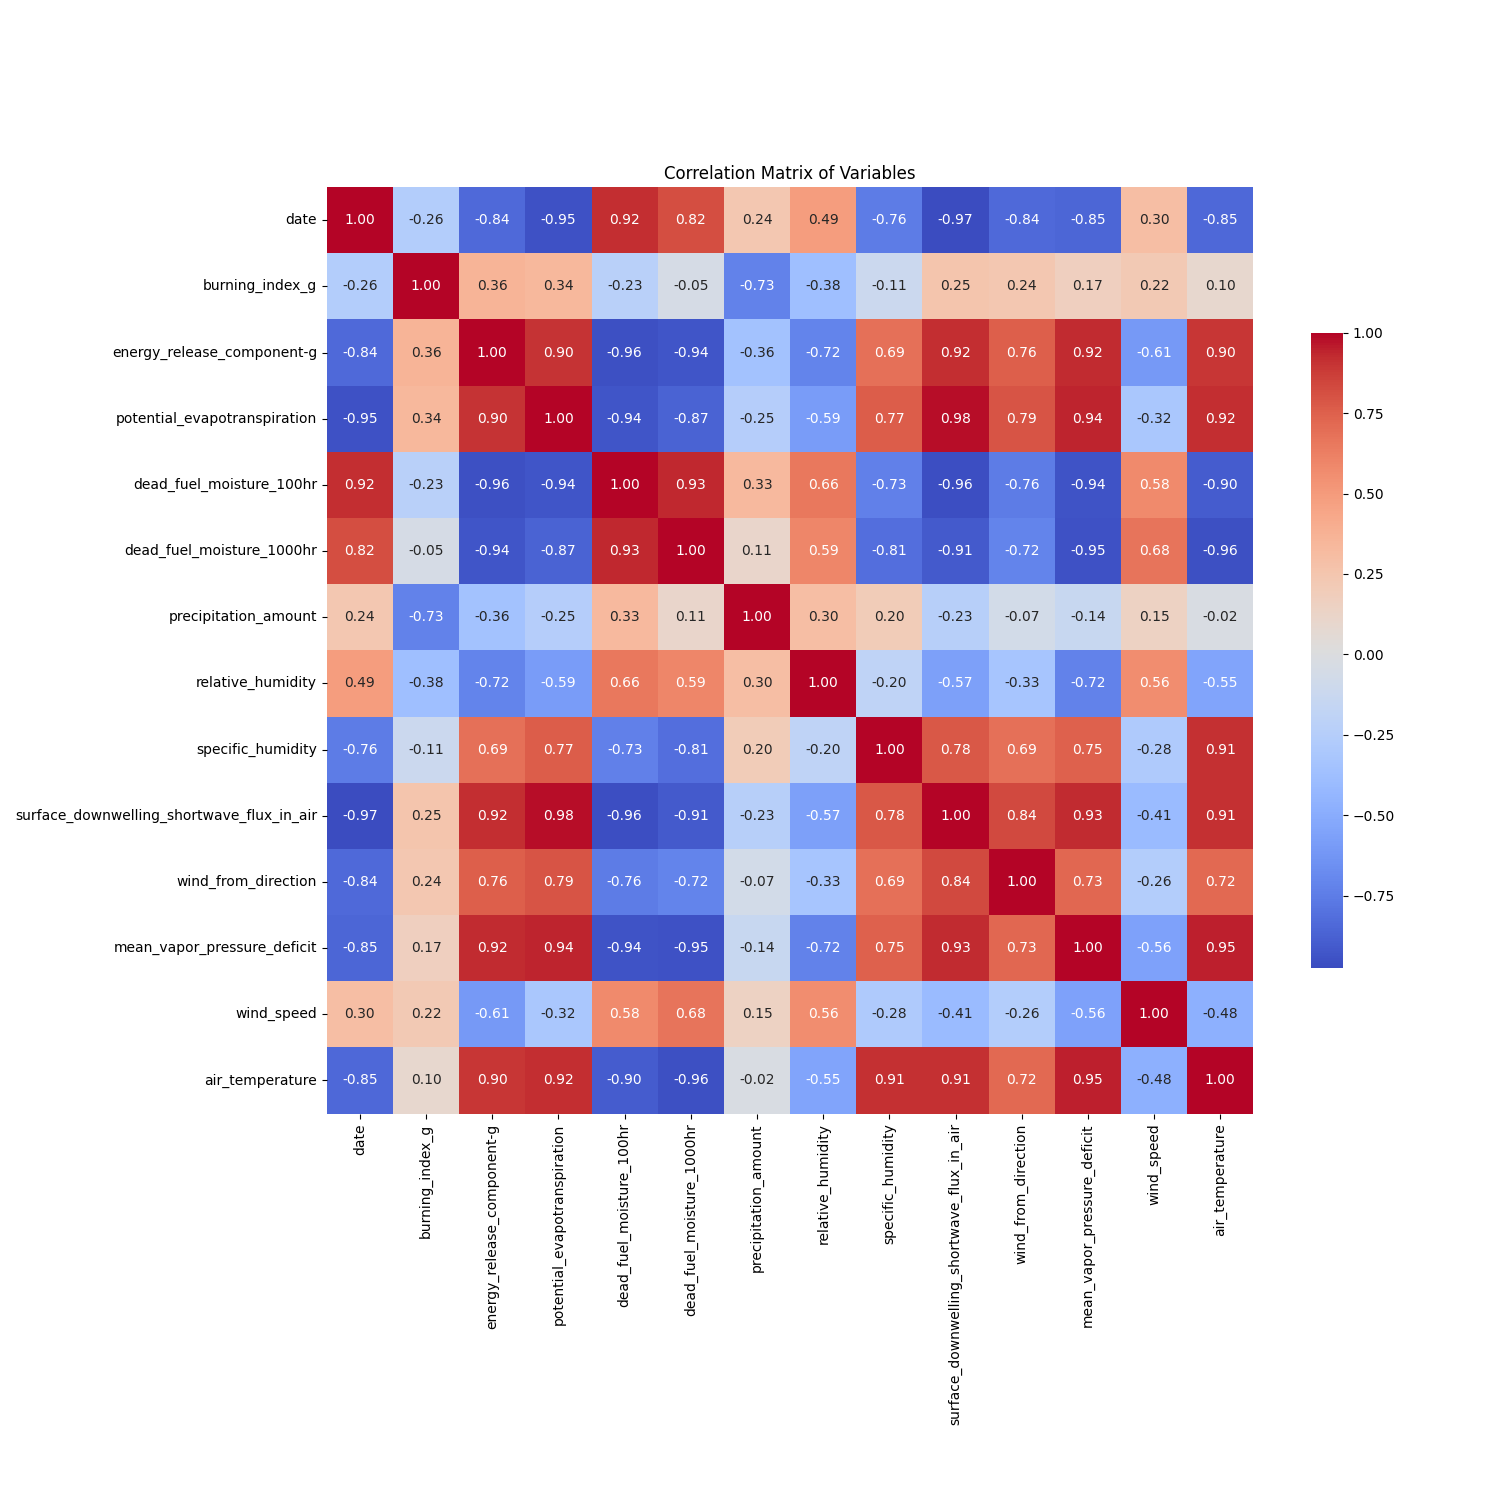 Correlation Matrix of Variables
date 1.00 -0.26 -0.84 -0.95 0.92 0.82 0.24 0.49 -0.76 -0.97 -0.84 -0.85 0.30 -0.85
burning_index_g -0.26 1.00 0.36 0.34 -0.23 -0.05 -0.73 -0.38 -0.11 0.25 0.24 0.17 0.22 0.10
energy_release_component-g -0.84 0.36 1.00 0.90 -0.96 -0.94 -0.36 -0.72 0.69 0.92 0.76 0.92 -0.61 0.90
potential_evapotranspiration -0.95 0.34 0.90 1.00 -0.94 -0.87 -0.25 -0.59 0.77 0.98 0.79 0.94 -0.32 0.92
dead_fuel_moisture_100hr 0.92 -0.23 -0.96 -0.94 1.00 0.93 0.33 0.66 -0.73 -0.96 -0.76 -0.94 0.58 -0.90
dead_fuel_moisture_1000hr 0.82 -0.05 -0.94 -0.87 0.93 1.00 0.11 0.59 -0.81 -0.91 -0.72 -0.95 0.68 -0.96
precipitation_amount 0.24 -0.73 -0.36 -0.25 0.33 0.11 1.00 0.30 0.20 -0.23 -0.07 -0.14 0.15 -0.02
relative_humidity 0.49 -0.38 -0.72 -0.59 0.66 0.59 0.30 1.00 -0.20 -0.57 -0.33 -0.72 0.56 -0.55
specific_humidity -0.76 -0.11 0.69 0.77 -0.73 -0.81 0.20 -0.20 1.00 0.78 0.69 0.75 -0.28 0.91
surface_downwelling_shortwave_flux_in_air -0.97 0.25 0.92 0.98 -0.96 -0.91 -0.23 -0.57 0.78 1.00 0.84 0.93 -0.41 0.91
wind_from_direction -0.84 0.24 0.76 0.79 -0.76 -0.72 -0.07 -0.33 0.69 0.84 1.00 0.73 -0.26 0.72
mean_vapor_pressure_deficit -0.85 0.17 0.92 0.94 -0.94 -0.95 -0.14 -0.72 0.75 0.93 0.73 1.00 -0.56 0.95
wind_speed 0.30 0.22 -0.61 -0.32 0.58 0.68 0.15 0.56 -0.28 -0.41 -0.26 -0.56 1.00 -0.48
air_temperature -0.85 0.10 0.90 0.92 -0.90 -0.96 -0.02 -0.55 0.91 0.91 0.72 0.95 -0.48 1.00
date
burning_index_g
energy_release_component-g
potential_evapotranspiration
dead_fuel_moisture_100hr
dead_fuel_moisture_1000hr
precipitation_amount
relative_humidity
specific_humidity
surface_downwelling_shortwave_flux_in_air
wind_from_direction
mean_vapor_pressure_deficit
wind_speed
air_temperature
1.00
0.75
0.50
0.25
0.00
−0.25
−0.50
−0.75